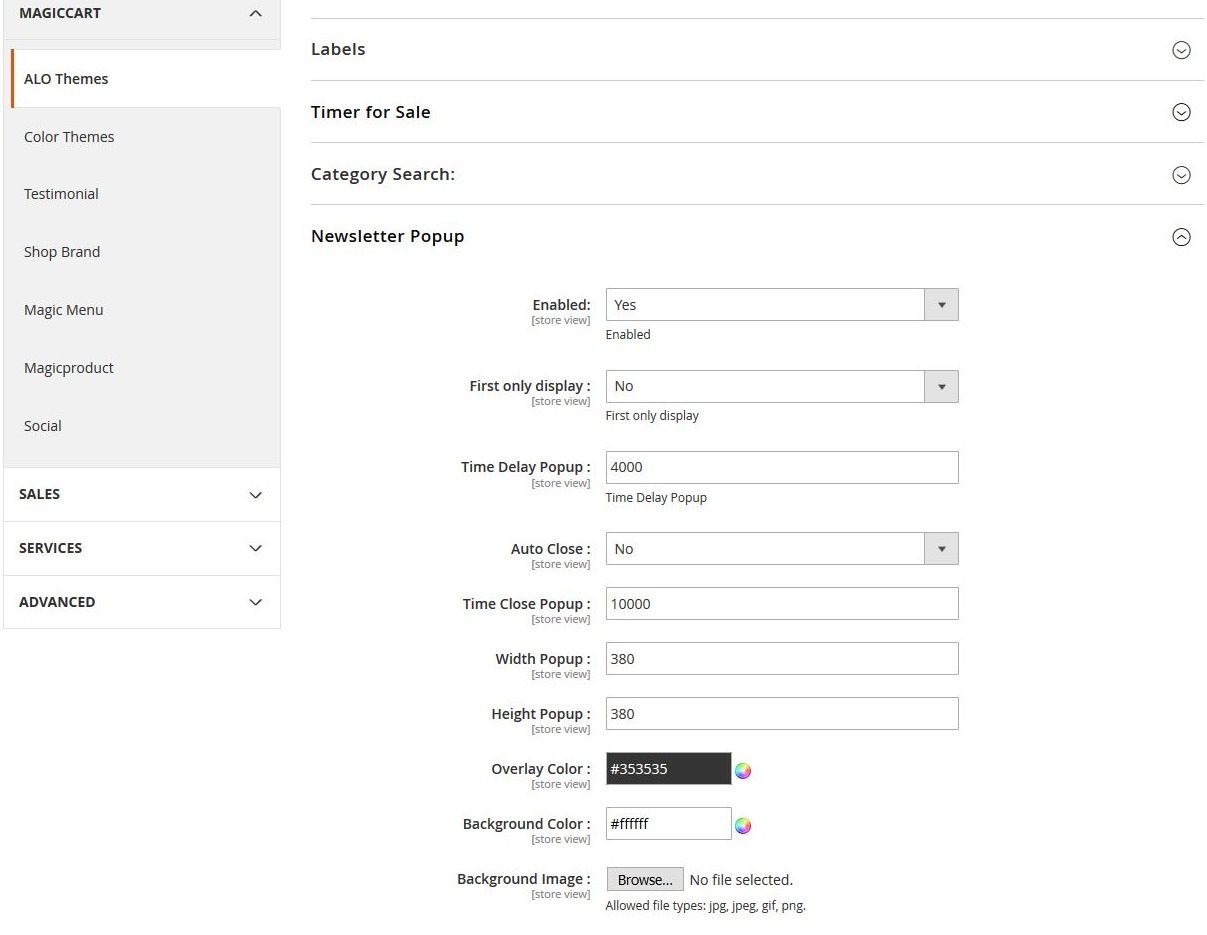 MAGICCART
ALO Themes
Color Themes
Testimonial
Shop Brand
Magic Menu
Magicproduct
Social
SALES
SERVICES
ADVANCED
Labels
Timer for Sale
Category Search:
Newsletter Popup
Enabled: Yes
[store view]
Enabled
First only display : No
[store view]
First only display
Time Delay Popup : 4000
[store view]
Time Delay Popup
Auto Close : No
[store view]
Time Close Popup : 10000
[store view]
Width Popup : 380
[store view]
Height Popup : 380
[store view]
Overlay Color : #353535
[store view]
Background Color : #ffffff
[store view]
Background Image : Browse... No file selected.
[store view]
Allowed file types: jpg, jpeg, gif, png.